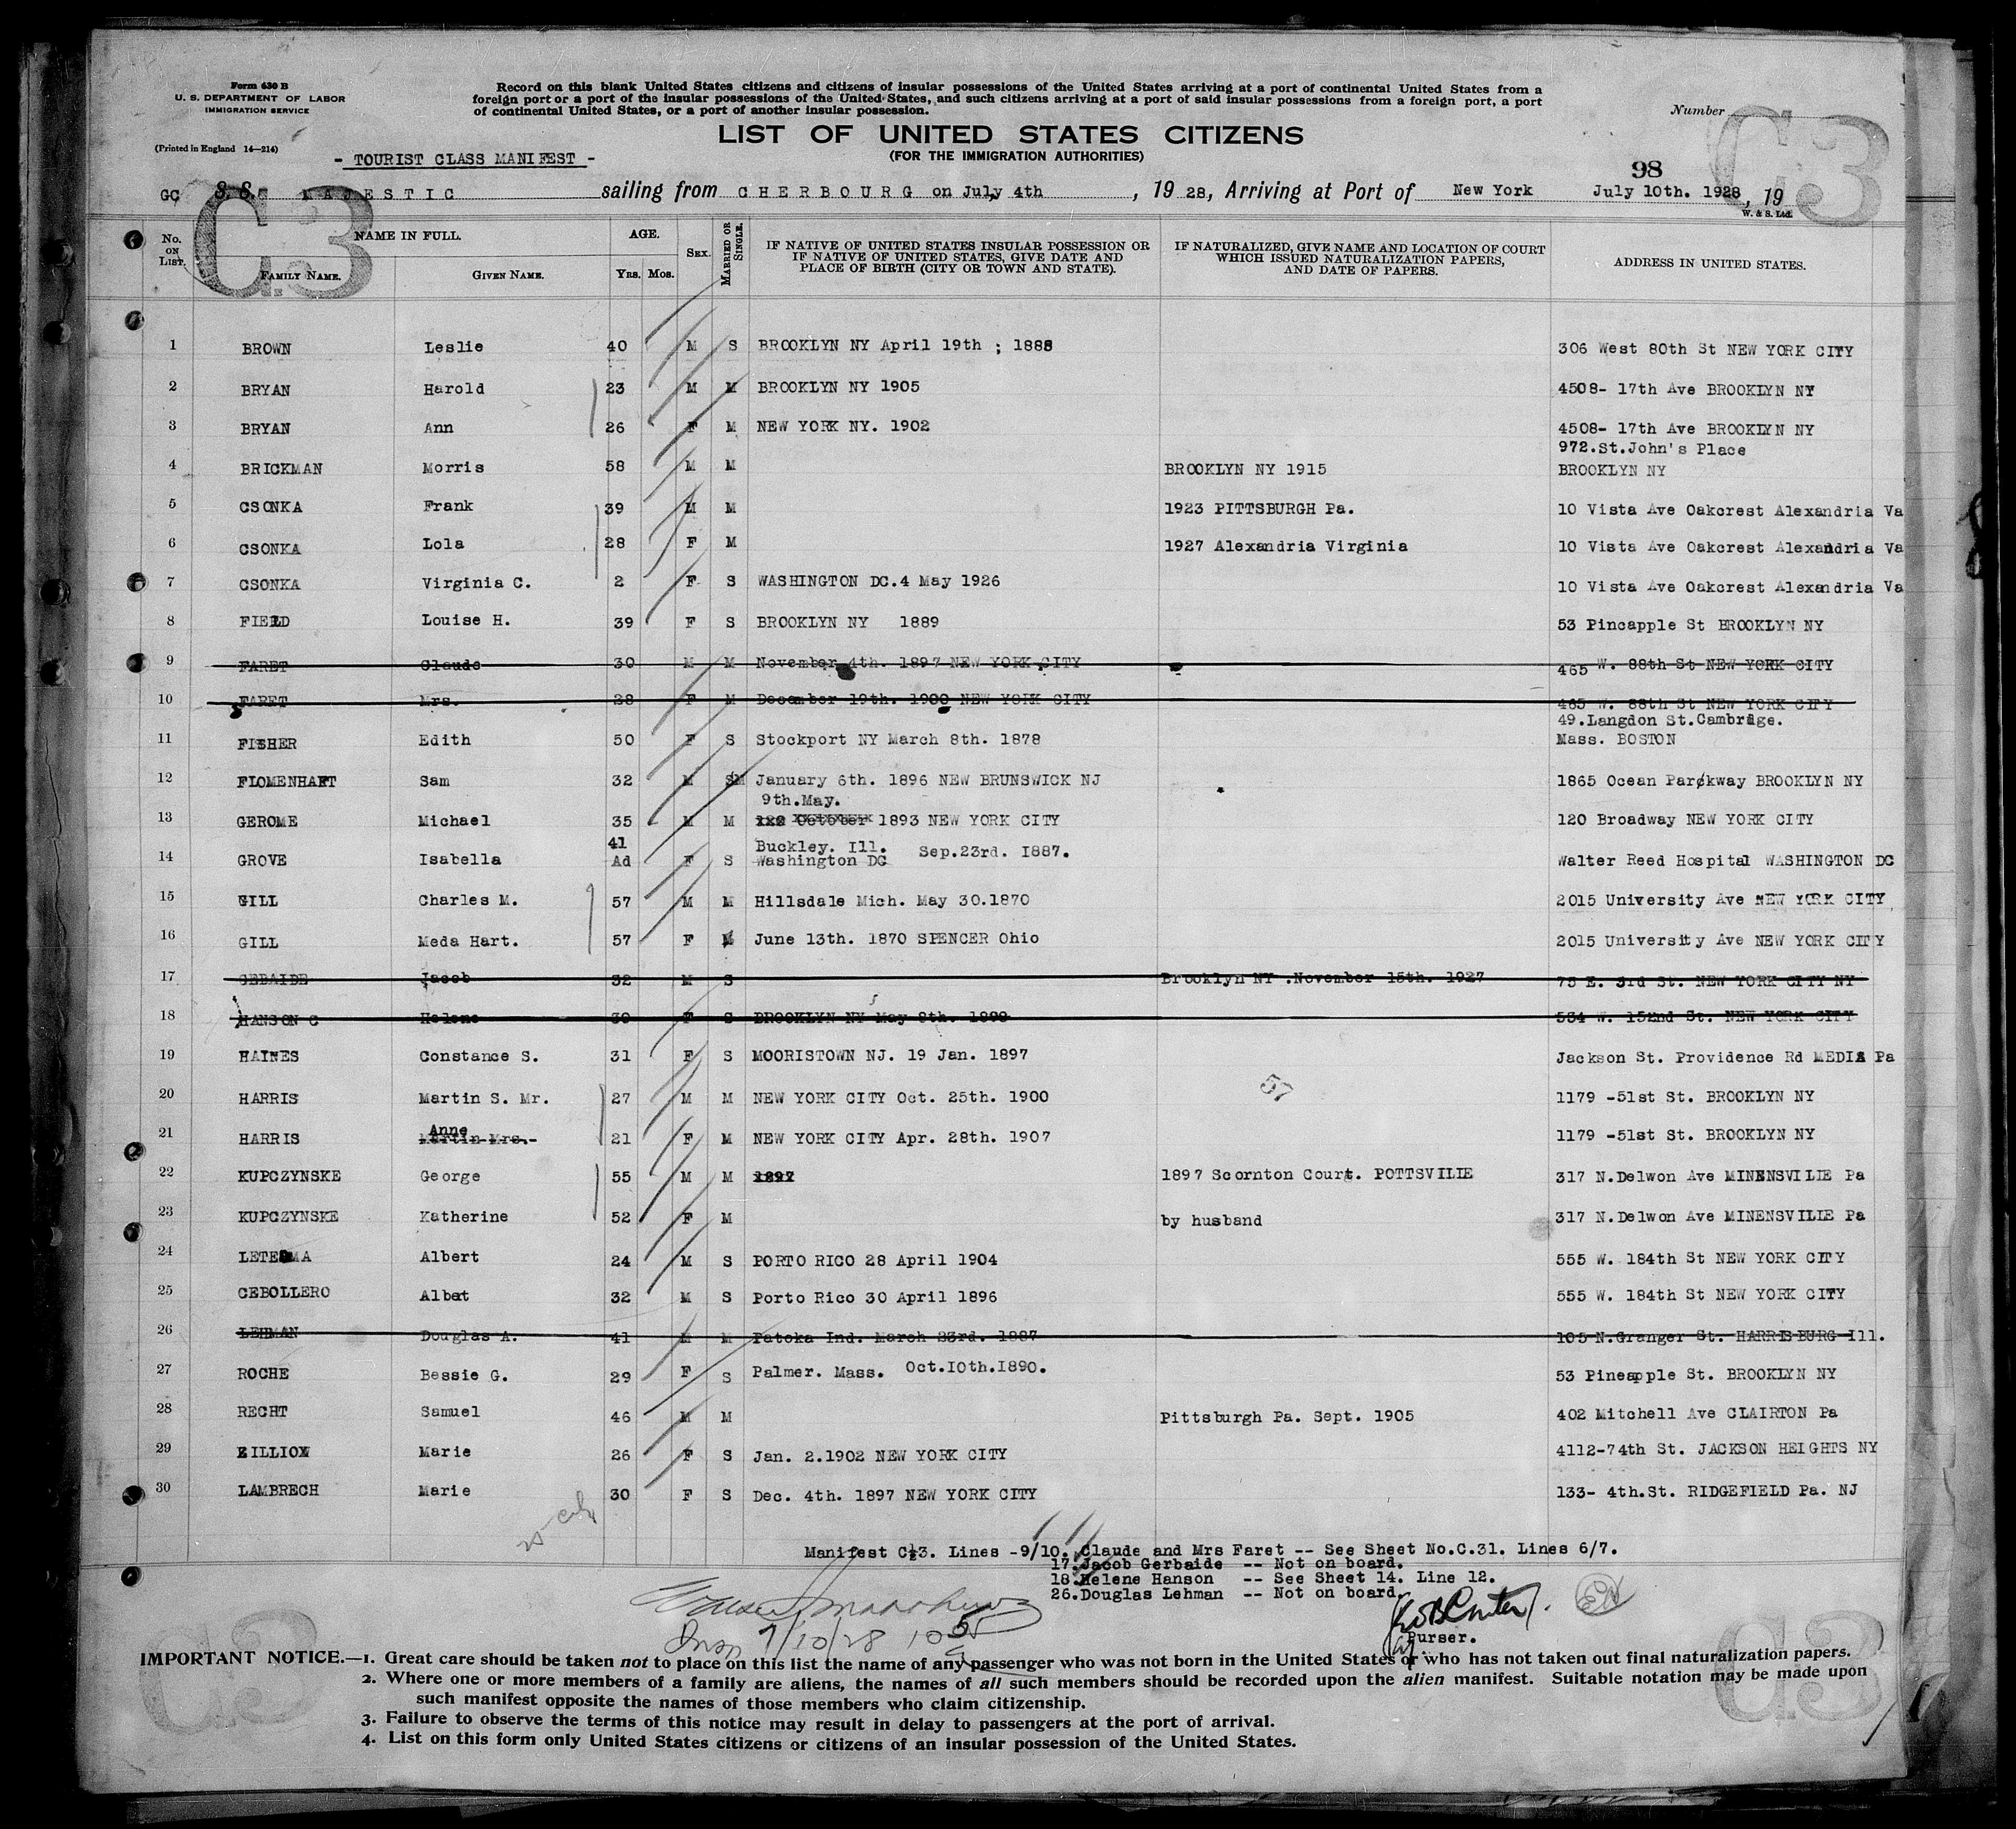 Form 630 B
U. S. DEPARTMENT OF LABOR
IMMIGRATION SERVICE
(Printed in England 14—214)
Record on this blank United States citizens and citizens of insular possessions of the United States arriving at a port of continental United States from a
foreign port or a port of the insular possessions of the United States, and such citizens arriving at a port of said insular possessions from a foreign port, a port
of continental United States, or a port of another insular possession.
Number
C3
LIST OF UNITED STATES CITIZENS
(FOR THE IMMIGRATION AUTHORITIES)
- TOURIST CLASS MANIFEST -
98
GC S.S. MAJESTIC sailing from CHERBOURG on July 4th , 19 28, Arriving at Port of New York July 10th. 1928, 19
W. & S. Ltd.
C3
No. ON LIST. NAME IN FULL. FAMILY NAME. GIVEN NAME. AGE. Yrs. Mos. SEX. MARRIED OR SINGLE. IF NATIVE OF UNITED STATES INSULAR POSSESSION OR IF NATIVE OF UNITED STATES, GIVE DATE AND PLACE OF BIRTH (CITY OR TOWN AND STATE). IF NATURALIZED, GIVE NAME AND LOCATION OF COURT WHICH ISSUED NATURALIZATION PAPERS, AND DATE OF PAPERS. ADDRESS IN UNITED STATES.
1 BROWN Leslie 40 M S BROOKLYN NY April 19th ; 1888 306 West 80th St NEW YORK CITY
2 BRYAN Harold 23 M M BROOKLYN NY 1905 4508- 17th Ave BROOKLYN NY
3 BRYAN Ann 26 F M NEW YORK NY. 1902 4508- 17th Ave BROOKLYN NY
972.St.John's Place
4 BRICKMAN Morris 58 M M BROOKLYN NY 1915 BROOKLYN NY
5 CSONKA Frank 39 M M 1923 PITTSBURGH Pa. 10 Vista Ave Oakcrest Alexandria Va
6 CSONKA Lola 28 F M 1927 Alexandria Virginia 10 Vista Ave Oakcrest Alexandria Va
7 CSONKA Virginia C. 2 F S WASHINGTON DC.4 May 1926 10 Vista Ave Oakcrest Alexandria Va
8 FIELD Louise H. 39 F S BROOKLYN NY 1889 53 Pineapple St BROOKLYN NY
9 FARET Claude 30 M M November 4th. 1897 NEW YORK CITY 465 W. 88th St NEW YORK CITY
10 FARET Mrs. 28 F M December 19th. 1900 NEW YORK CITY 465 W. 88th St NEW YORK CITY
49.Langdon St.Cambrdge.
11 FISHER Edith 50 F S Stockport NY March 8th. 1878 Mass. BOSTON
12 FLOMENHAFT Sam 32 M SM January 6th. 1896 NEW BRUNSWICK NJ 1865 Ocean Parkway BROOKLYN NY
9th.May.
13 GEROME Michael 35 M M October 1893 NEW YORK CITY 120 Broadway NEW YORK CITY
41 Buckley. Ill. Sep.23rd. 1887.
14 GROVE Isabella Ad F S Washington DC Walter Reed Hospital WASHINGTON DC
15 GILL Charles M. 57 M M Hillsdale Mich. May 30.1870 2015 University Ave NEW YORK CITY
16 GILL Meda Hart. 57 F M June 13th. 1870 SPENCER Ohio 2015 University Ave NEW YORK CITY
17 GEBAIDE Jacob 32 M S Brooklyn NY .November 15th. 1927 75 E. 3rd St. NEW YORK CITY NY
18 HANSON C Helene 30 F S BROOKLYN NY May 8th. 1898 534 W. 152nd St. NEW YORK CITY
19 HAINES Constance S. 31 F S MOORISTOWN NJ. 19 Jan. 1897 Jackson St. Providence Rd MEDIA Pa
57
20 HARRIS Martin S. Mr. 27 M M NEW YORK CITY Oct. 25th. 1900 1179 -51st St. BROOKLYN NY
Anne
21 HARRIS Martin Mrs.- 21 F M NEW YORK CITY Apr. 28th. 1907 1179 -51st St. BROOKLYN NY
22 KUPCZYNSKE George 55 M M 1897 1897 Scornton Court. POTTSVILIE 317 N.Delwon Ave MINENSVILIE Pa
23 KUPCZYNSKE Katherine 52 F M by husband 317 N.Delwon Ave MINENSVILIE Pa
24 Albert 24 M S PORTO RICO 28 April 1904 555 W. 184th St NEW YORK CITY
25 CEBOLLERO Albet 32 M S Porto Rico 30 April 1896 555 W. 184th St NEW YORK CITY
26 LEHMAN Douglas A. 41 M M Patoka Ind. March 23rd. 1887 105 N.Granger St. HARRISBURG Ill.
27 ROCHE Bessie G. 29 F S Palmer. Mass. Oct.10th.1890. 53 Pineapple St. BROOKLYN NY
28 RECHT Samuel 46 M M Pittsburgh Pa. Sept. 1905 402 Mitchell Ave CLAIRTON Pa
29 ZILLIOX Marie 26 F S Jan. 2.1902 NEW YORK CITY 4112-74th St. JACKSON HEIGHTS NY
30 LAMBRECH Marie 30 F S Dec. 4th. 1897 NEW YORK CITY 133- 4th.St. RIDGEFIELD Pa. NJ
Manifest C 3. Lines -9/10. Claude and Mrs Faret -- See Sheet No.C.31. Lines 6/7.
17.Jacob Gerbaide -- Not on board.
18.Helene Hanson -- See Sheet 14. Line 12.
26.Douglas Lehman -- Not on board.
7/10/28
Purser.
C3
C3
IMPORTANT NOTICE.—1. Great care should be taken not to place on this list the name of any passenger who was not born in the United States or who has not taken out final naturalization papers.
2. Where one or more members of a family are aliens, the names of all such members should be recorded upon the alien manifest. Suitable notation may be made upon
such manifest opposite the names of those members who claim citizenship.
3. Failure to observe the terms of this notice may result in delay to passengers at the port of arrival.
4. List on this form only United States citizens or citizens of an insular possession of the United States.